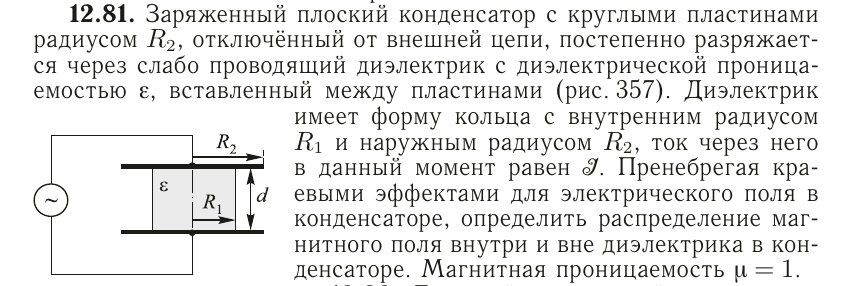 12.81. Заряженный плоский конденсатор с круглыми пластинами
радиусом R₂, отключённый от внешней цепи, постепенно разряжает-
ся через слабо проводящий диэлектрик с диэлектрической проница-
емостью ε, вставленный между пластинами (рис. 357). Диэлектрик
имеет форму кольца с внутренним радиусом
R₁ и наружным радиусом R₂, ток через него
в данный момент равен 𝒥. Пренебрегая кра-
евыми эффектами для электрического поля в
конденсаторе, определить распределение маг-
нитного поля внутри и вне диэлектрика в кон-
денсаторе. Магнитная проницаемость μ = 1.
R₂
ε
R₁
d
~